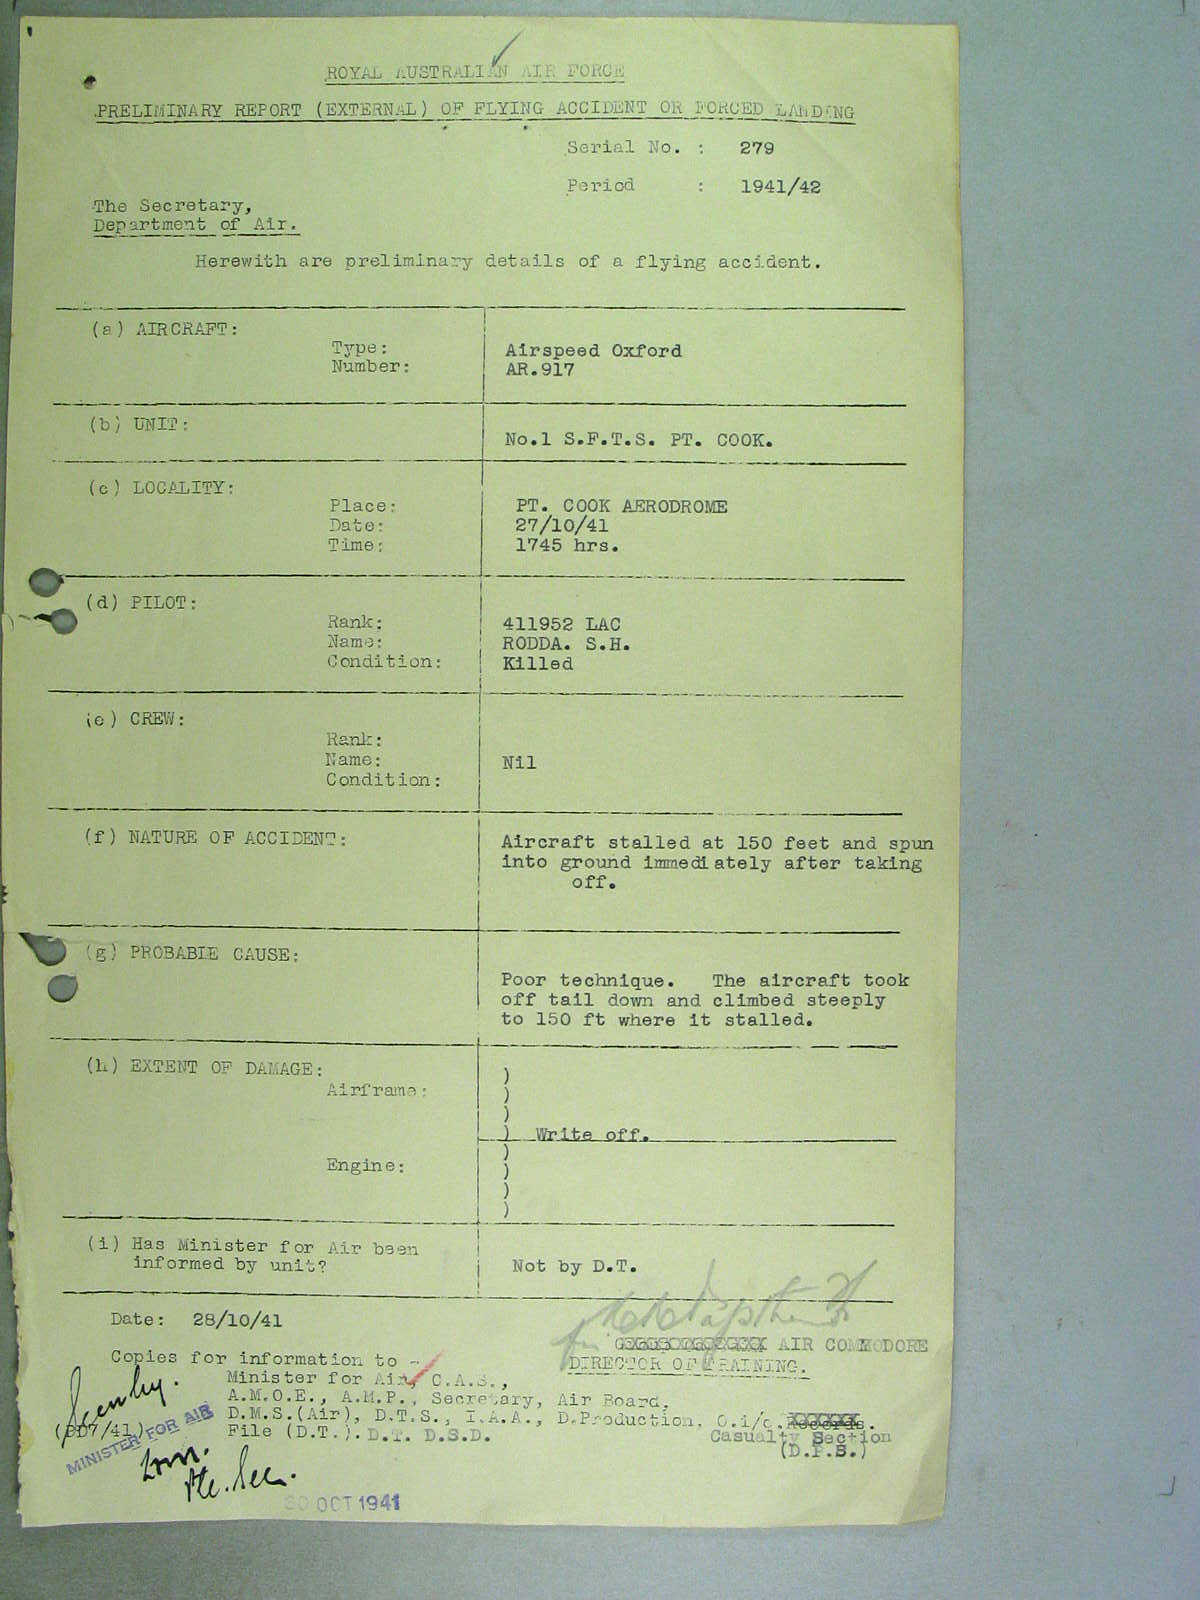 ROYAL AUSTRALIAN AIR FORCE
PRELIMINARY REPORT (EXTERNAL) OF FLYING ACCIDENT OR FORCED LANDING
Serial No. : 279
Period : 1941/42
The Secretary,
Department of Air.
Herewith are preliminary details of a flying accident.
(a) AIRCRAFT:
Type: Airspeed Oxford
Number: AR.917
(b) UNIT:
No.1 S.F.T.S. PT. COOK.
(c) LOCALITY:
Place: PT. COOK AERODROME
Date: 27/10/41
Time: 1745 hrs.
(d) PILOT:
Rank: 411952 LAC
Name: RODDA. S.H.
Condition: Killed
(e) CREW:
Rank:
Name: Nil
Condition:
(f) NATURE OF ACCIDENT: Aircraft stalled at 150 feet and spun
into ground immediately after taking
off.
(g) PROBABLE CAUSE:
Poor technique. The aircraft took
off tail down and climbed steeply
to 150 ft where it stalled.
(h) EXTENT OF DAMAGE:
Airframe: )
)
)
) Write off.
)
Engine: )
)
)
(i) Has Minister for Air been
informed by unit? Not by D.T.
Date: 28/10/41
for
AIR COMMODORE
DIRECTOR OF TRAINING.
Copies for information to -
Minister for Air, C.A.S.,
A.M.O.E., A.M.P., Secretary, Air Board,
D.M.S.(Air), D.T.S., I.A.A., D.Production, O.i/c. Records.
(DD7/41) File (D.T.). D.T. D.S.D. Casualty Section
(D.P.S.)
MINISTER FOR AIR
30 OCT 1941